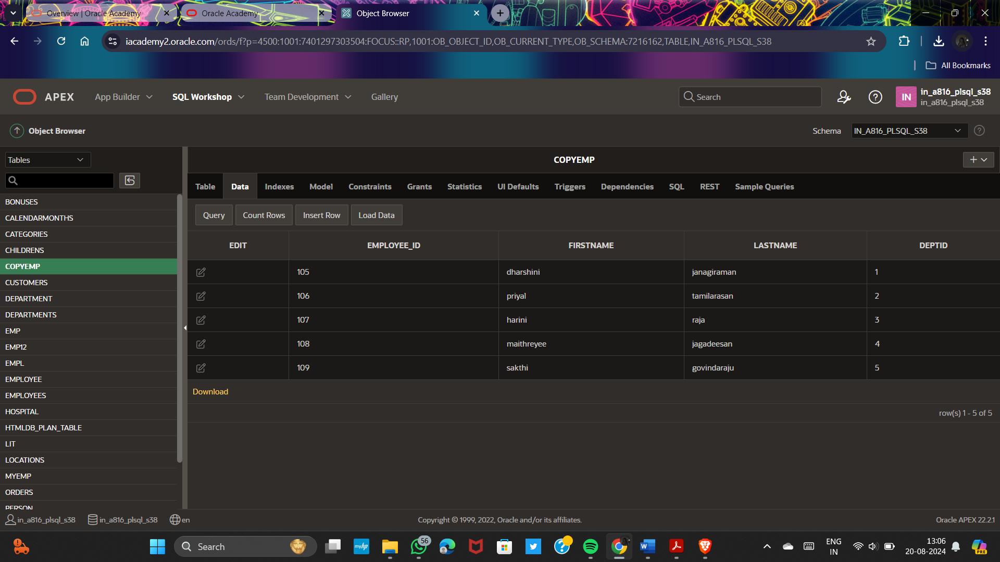 Overview | Oracle Academy
Oracle Academy
Object Browser
iacademy2.oracle.com/ords/f?p=4500:1001:7401297303504:FOCUS::RP,1001:OB_OBJECT_ID,OB_CURRENT_TYPE,OB_SCHEMA:7216162,TABLE,IN_A816_PLSQL_S38
All Bookmarks
APEX App Builder SQL Workshop Team Development Gallery Search IN in_a816_plsql_s38
in_a816_plsql_s38
Object Browser Schema IN_A816_PLSQL_S38
Tables
BONUSES
CALENDARMONTHS
CATEGORIES
CHILDRENS
COPYEMP
CUSTOMERS
DEPARTMENT
DEPARTMENTS
EMP
EMP12
EMPL
EMPLOYEE
EMPLOYEES
HOSPITAL
HTMLDB_PLAN_TABLE
LIT
LOCATIONS
MYEMP
ORDERS
PERSON
COPYEMP
Table Data Indexes Model Constraints Grants Statistics UI Defaults Triggers Dependencies SQL REST Sample Queries
Query Count Rows Insert Row Load Data
EDIT EMPLOYEE_ID FIRSTNAME LASTNAME DEPTID
105 dharshini janagiraman 1
106 priyal tamilarasan 2
107 harini raja 3
108 maithreyee jagadeesan 4
109 sakthi govindaraju 5
Download
row(s) 1 - 5 of 5
in_a816_plsql_s38 in_a816_plsql_s38 en Copyright © 1999, 2022, Oracle and/or its affiliates. Oracle APEX 22.2.1
Search myhp 56 W ENG
IN
13:06
20-08-2024
PRE